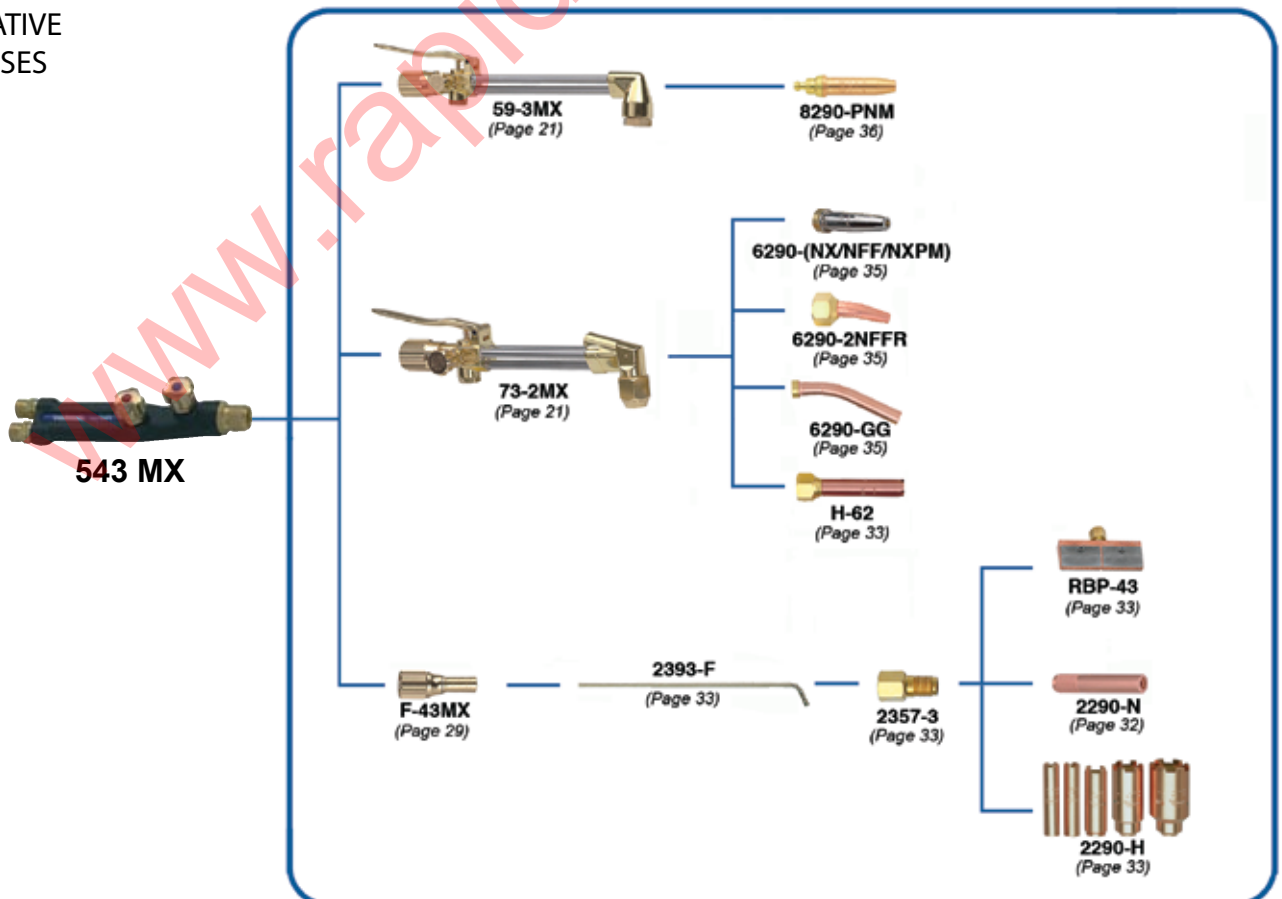 59-3MX
(Page 21)
8290-PNM
(Page 36)
6290-(NX/NFF/NXPM)
(Page 35)
6290-2NFFR
(Page 35)
73-2MX
(Page 21)
6290-GG
(Page 35)
543 MX
H-62
(Page 33)
RBP-43
(Page 33)
2393-F
(Page 33)
F-43MX
(Page 29)
2357-3
(Page 33)
2290-N
(Page 32)
2290-H
(Page 33)